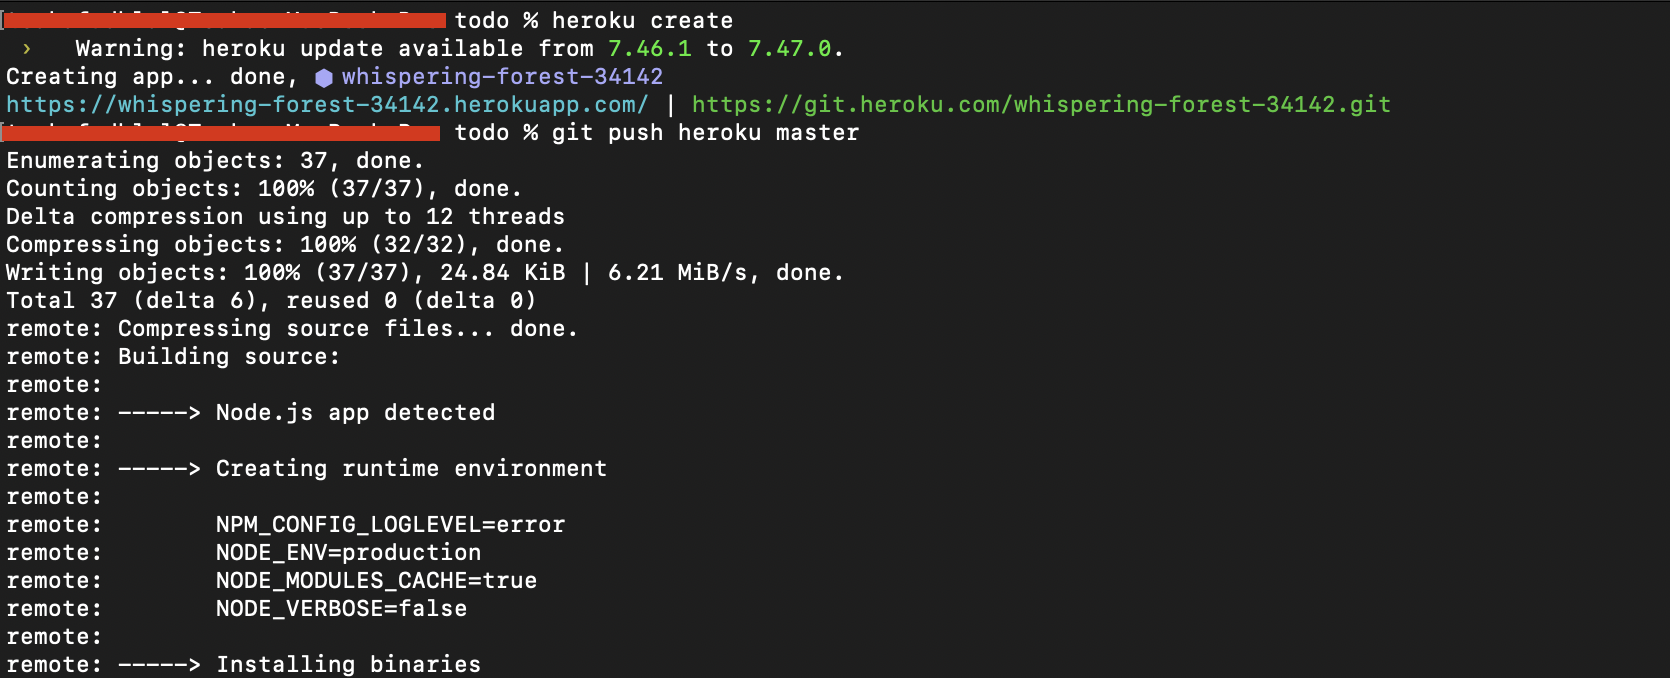 todo % heroku create
› Warning: heroku update available from 7.46.1 to 7.47.0.
Creating app... done, ⬢ whispering-forest-34142
https://whispering-forest-34142.herokuapp.com/ | https://git.heroku.com/whispering-forest-34142.git
todo % git push heroku master
Enumerating objects: 37, done.
Counting objects: 100% (37/37), done.
Delta compression using up to 12 threads
Compressing objects: 100% (32/32), done.
Writing objects: 100% (37/37), 24.84 KiB | 6.21 MiB/s, done.
Total 37 (delta 6), reused 0 (delta 0)
remote: Compressing source files... done.
remote: Building source:
remote:
remote: -----> Node.js app detected
remote:
remote: -----> Creating runtime environment
remote:
remote:        NPM_CONFIG_LOGLEVEL=error
remote:        NODE_ENV=production
remote:        NODE_MODULES_CACHE=true
remote:        NODE_VERBOSE=false
remote:
remote: -----> Installing binaries